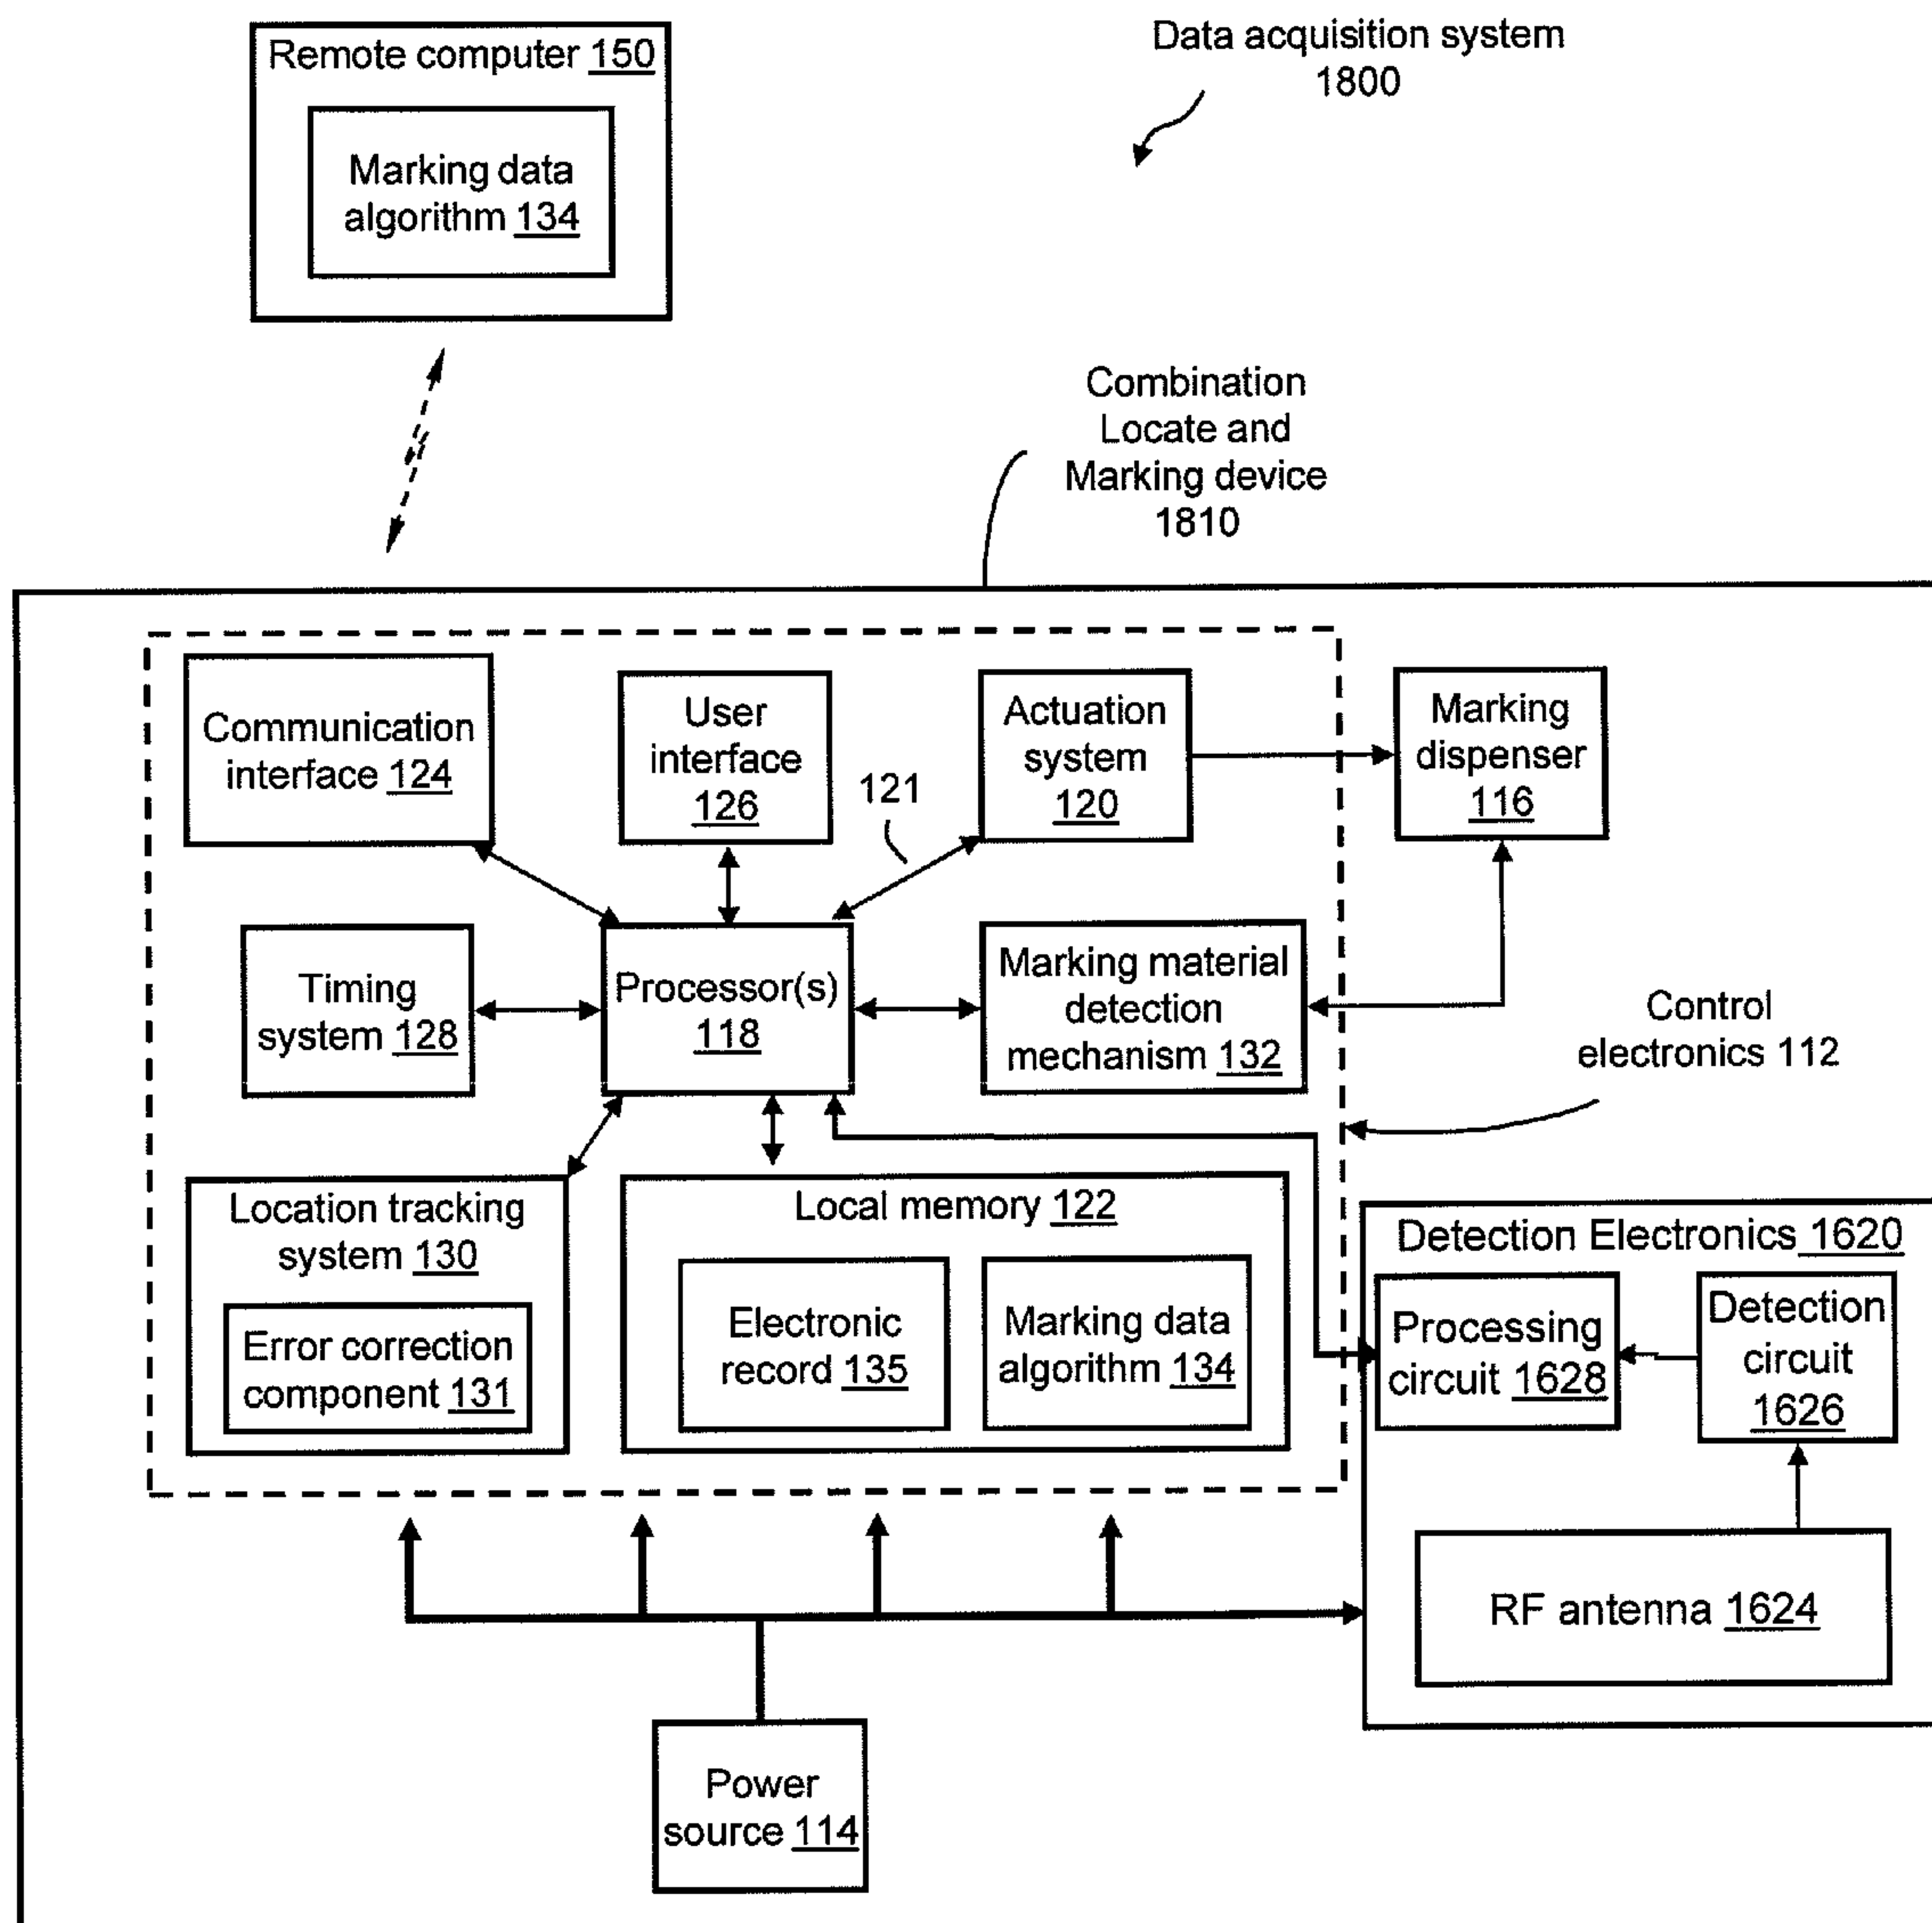 Remote computer 150
Marking data
algorithm 134
Data acquisition system
1800
Combination
Locate and
Marking device
1810
Communication
interface 124
User
interface
126
Actuation
system
120
121
Marking
dispenser
116
Timing
system 128
Processor(s)
118
Marking material
detection
mechanism 132
Control
electronics 112
Location tracking
system 130
Error correction
component 131
Local memory 122
Electronic
record 135
Marking data
algorithm 134
Detection Electronics 1620
Processing
circuit 1628
Detection
circuit
1626
RF antenna 1624
Power
source 114